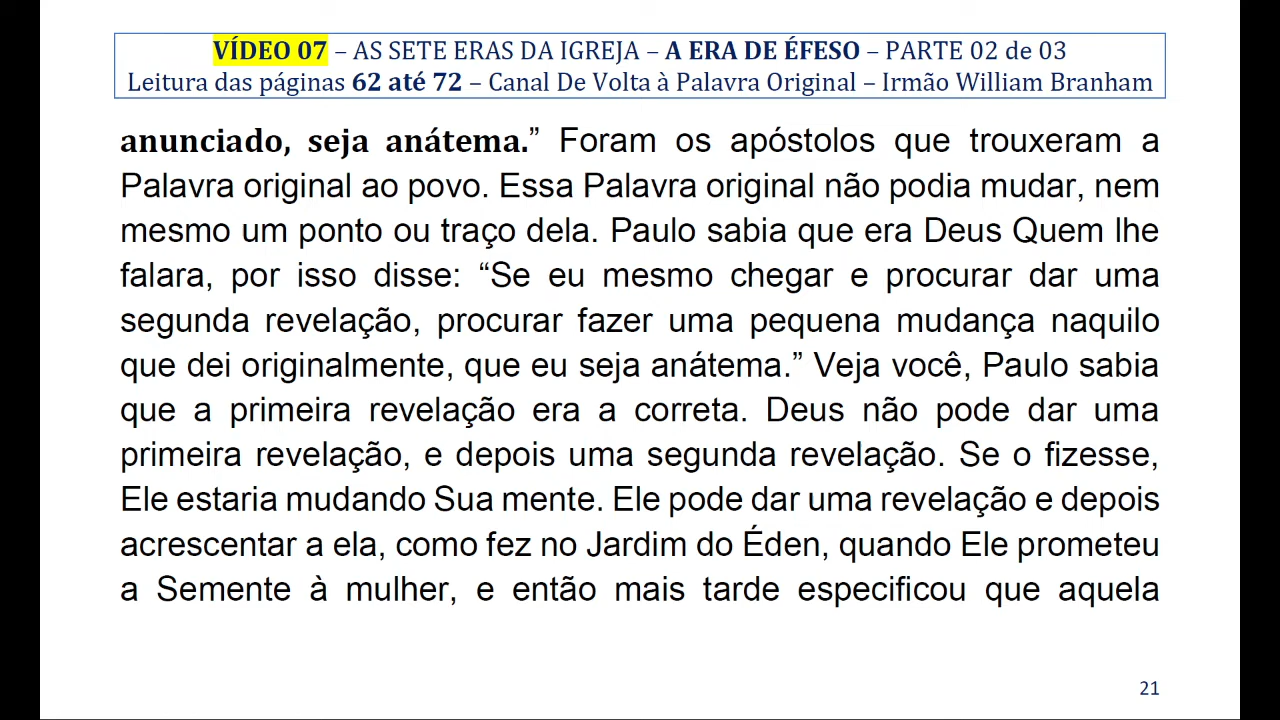 VÍDEO 07 – AS SETE ERAS DA IGREJA – A ERA DE ÉFESO – PARTE 02 de 03
Leitura das páginas 62 até 72 – Canal De Volta à Palavra Original – Irmão William Branham
anunciado, seja anátema.” Foram os apóstolos que trouxeram a
Palavra original ao povo. Essa Palavra original não podia mudar, nem
mesmo um ponto ou traço dela. Paulo sabia que era Deus Quem lhe
falara, por isso disse: “Se eu mesmo chegar e procurar dar uma
segunda revelação, procurar fazer uma pequena mudança naquilo
que dei originalmente, que eu seja anátema.” Veja você, Paulo sabia
que a primeira revelação era a correta. Deus não pode dar uma
primeira revelação, e depois uma segunda revelação. Se o fizesse,
Ele estaria mudando Sua mente. Ele pode dar uma revelação e depois
acrescentar a ela, como fez no Jardim do Éden, quando Ele prometeu
a Semente à mulher, e então mais tarde especificou que aquela
21